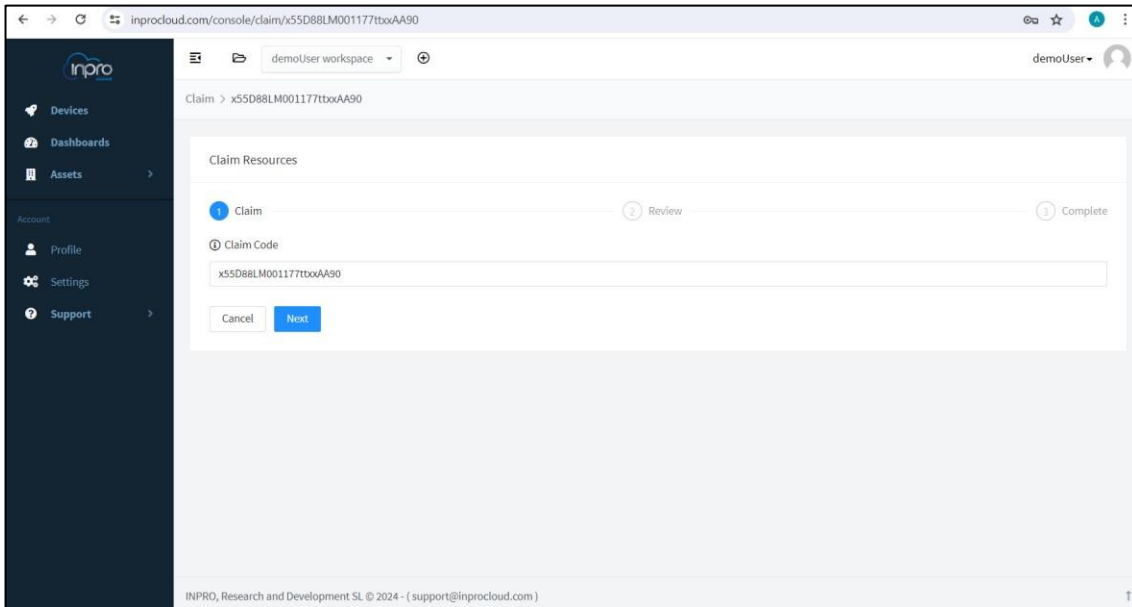 inprocloud.com/console/claim/x55D88LM001177ttxxAA90
A
inpro
demoUser workspace
demoUser
Claim > x55D88LM001177ttxxAA90
Devices
Dashboards
Assets
Account
Profile
Settings
Support
Claim Resources
1 Claim
2 Review
3 Complete
Claim Code
x55D88LM001177ttxxAA90
Cancel Next
INPRO, Research and Development SL © 2024 - ( support@inprocloud.com )